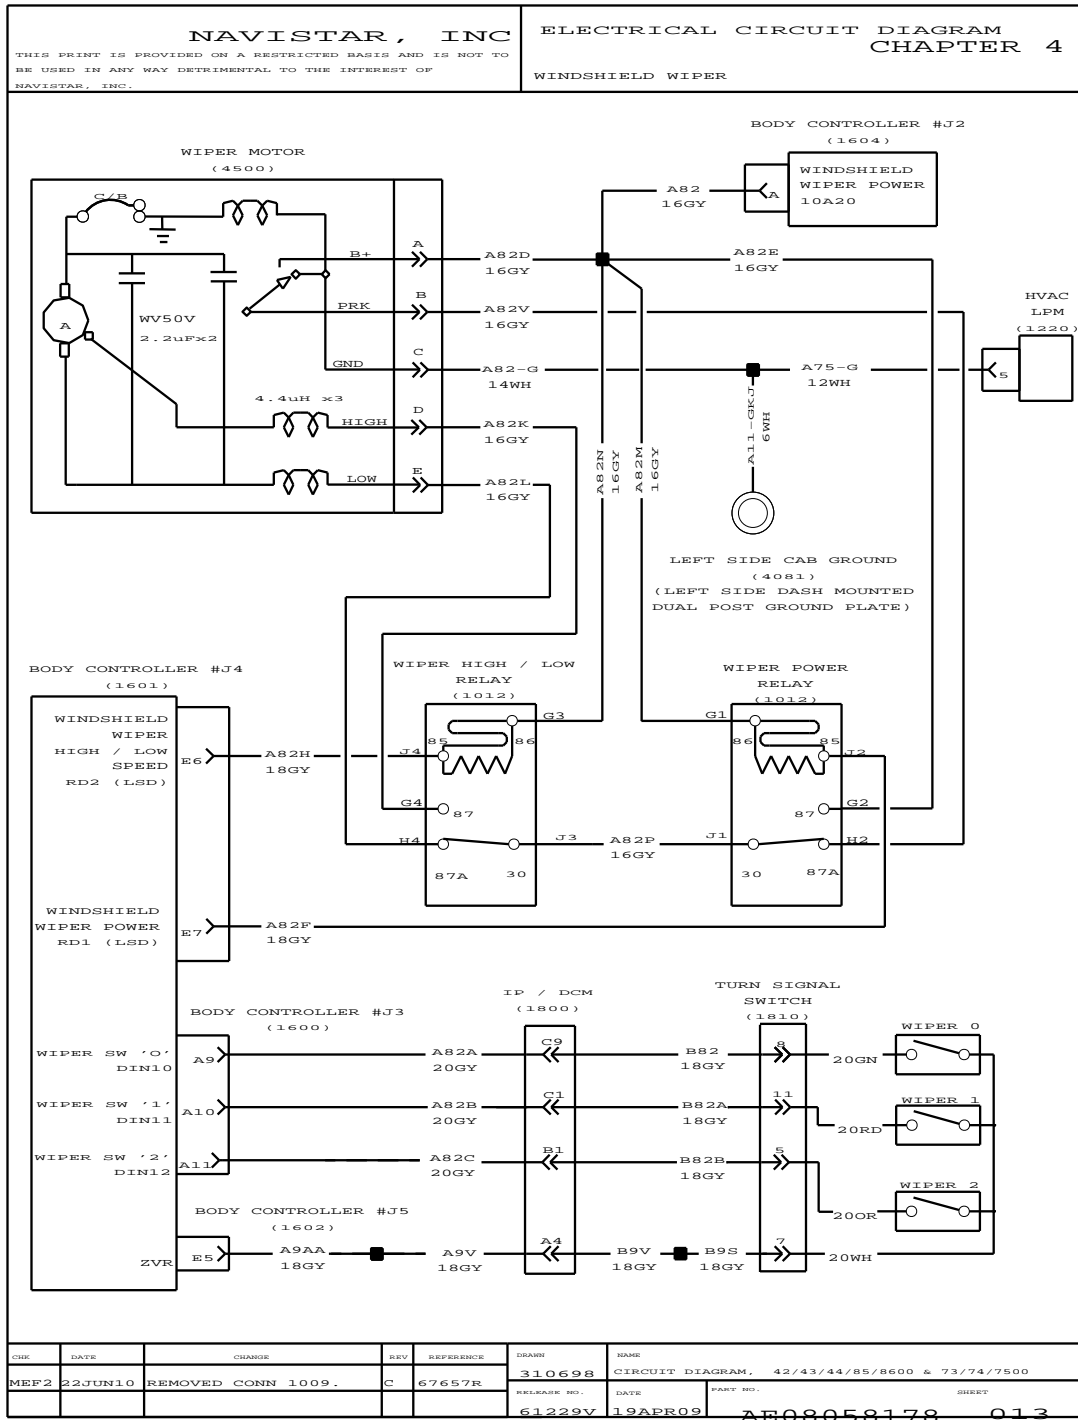 NAVISTAR, INC
THIS PRINT IS PROVIDED ON A RESTRICTED BASIS AND IS NOT TO
BE USED IN ANY WAY DETRIMENTAL TO THE INTEREST OF
NAVISTAR, INC.
ELECTRICAL CIRCUIT DIAGRAM
CHAPTER 4
WINDSHIELD WIPER
BODY CONTROLLER #J2
(1604)
WINDSHIELD
WIPER POWER
10A20
A
A82
16GY
WIPER MOTOR
(4500)
C/B
B+
A
A82D
16GY
A82E
16GY
PRK
B
A82V
16GY
WV50V
2.2uFx2
A
GND
C
A82-G
14WH
A75-G
12WH
HVAC
LPM
(1220)
5
4.4uH x3
HIGH
D
A82K
16GY
LOW
E
A82L
16GY
A82N
16GY
A82M
16GY
A11-GKJ
6WH
LEFT SIDE CAB GROUND
(4081)
(LEFT SIDE DASH MOUNTED
DUAL POST GROUND PLATE)
BODY CONTROLLER #J4
(1601)
WINDSHIELD
WIPER
HIGH / LOW
SPEED
RD2 (LSD)
E6
A82H
18GY
WIPER HIGH / LOW
RELAY
(1012)
G3
85
86
J4
G4
87
H4
J3
87A
30
A82P
16GY
WIPER POWER
RELAY
(1012)
G1
86
85
J2
G2
87
J1
H2
30
87A
WINDSHIELD
WIPER POWER
RD1 (LSD)
E7
A82F
18GY
BODY CONTROLLER #J3
(1600)
IP / DCM
(1800)
TURN SIGNAL
SWITCH
(1810)
WIPER SW '0'
DIN10
A9
A82A
20GY
C9
B82
18GY
8
20GN
WIPER 0
WIPER SW '1'
DIN11
A10
A82B
20GY
C1
B82A
18GY
11
20RD
WIPER 1
WIPER SW '2'
DIN12
A11
A82C
20GY
B1
B82B
18GY
5
20OR
WIPER 2
BODY CONTROLLER #J5
(1602)
ZVR
E5
A9AA
18GY
A9V
18GY
A4
B9V
18GY
B9S
18GY
7
20WH
CHK DATE CHANGE REV REFERENCE
MEF2 22JUN10 REMOVED CONN 1009. C 67657R
DRAWN
310698
NAME
CIRCUIT DIAGRAM, 42/43/44/85/8600 & 73/74/7500
RELEASE NO.
61229V
DATE
19APR09
PART NO.
AE08058178
SHEET
013